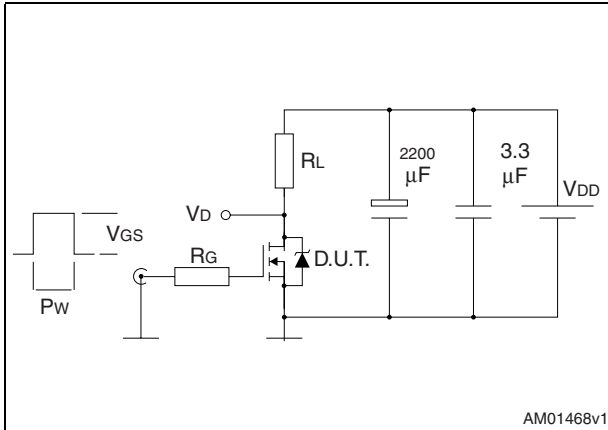 RL
2200
μF
3.3
μF
VDD
VD
VGS
RG
D.U.T.
PW
AM01468v1